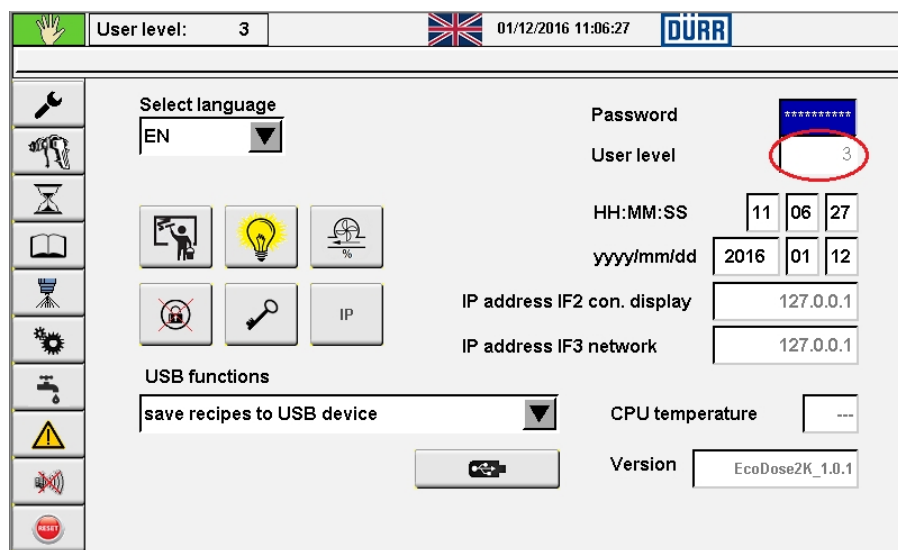 User level: 3
01/12/2016 11:06:27
DÜRR
Select language
EN
Password
**********
User level
3
HH:MM:SS
11 06 27
yyyy/mm/dd
2016 01 12
%
IP
IP address IF2 con. display
127.0.0.1
IP address IF3 network
127.0.0.1
USB functions
save recipes to USB device
CPU temperature
---
Version
EcoDose2K_1.0.1
RESET